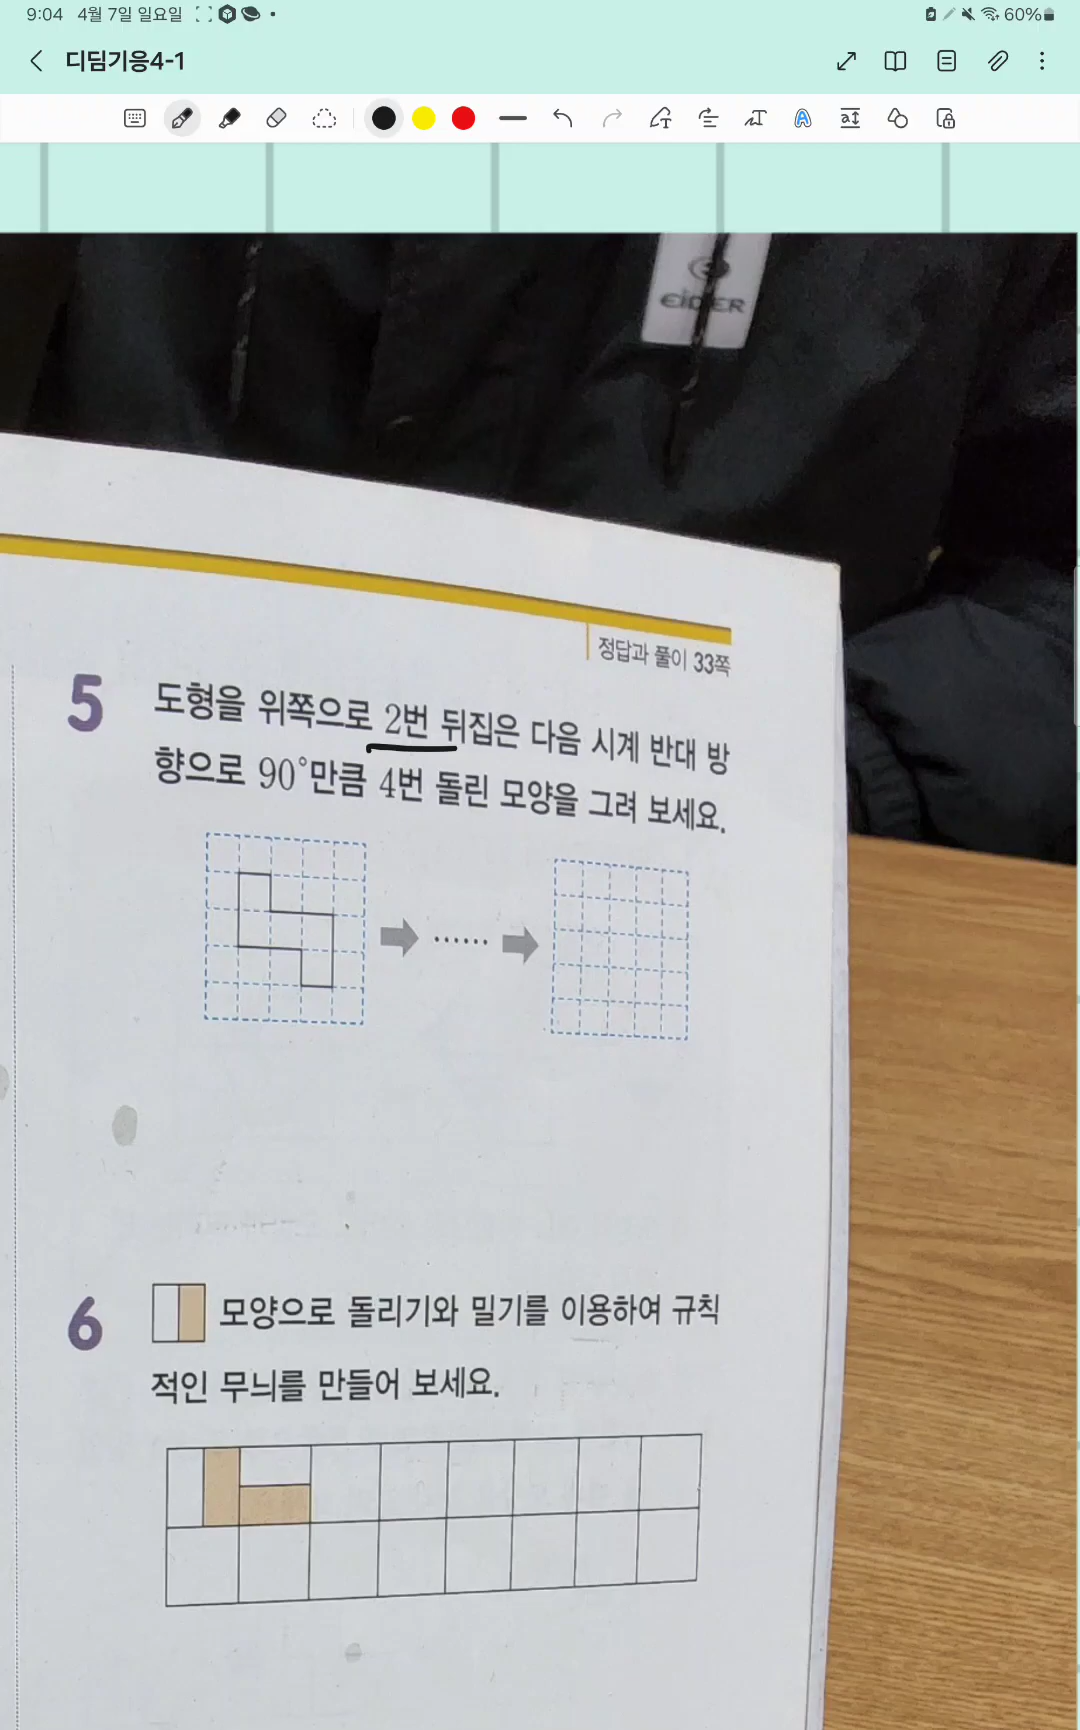 9:04 4월 7일 일요일
60%
디딤기응4-1
EIDER
정답과 풀이 33쪽
5 도형을 위쪽으로 2번 뒤집은 다음 시계 반대 방
향으로 90°만큼 4번 돌린 모양을 그려 보세요.
......
6 모양으로 돌리기와 밀기를 이용하여 규칙
적인 무늬를 만들어 보세요.